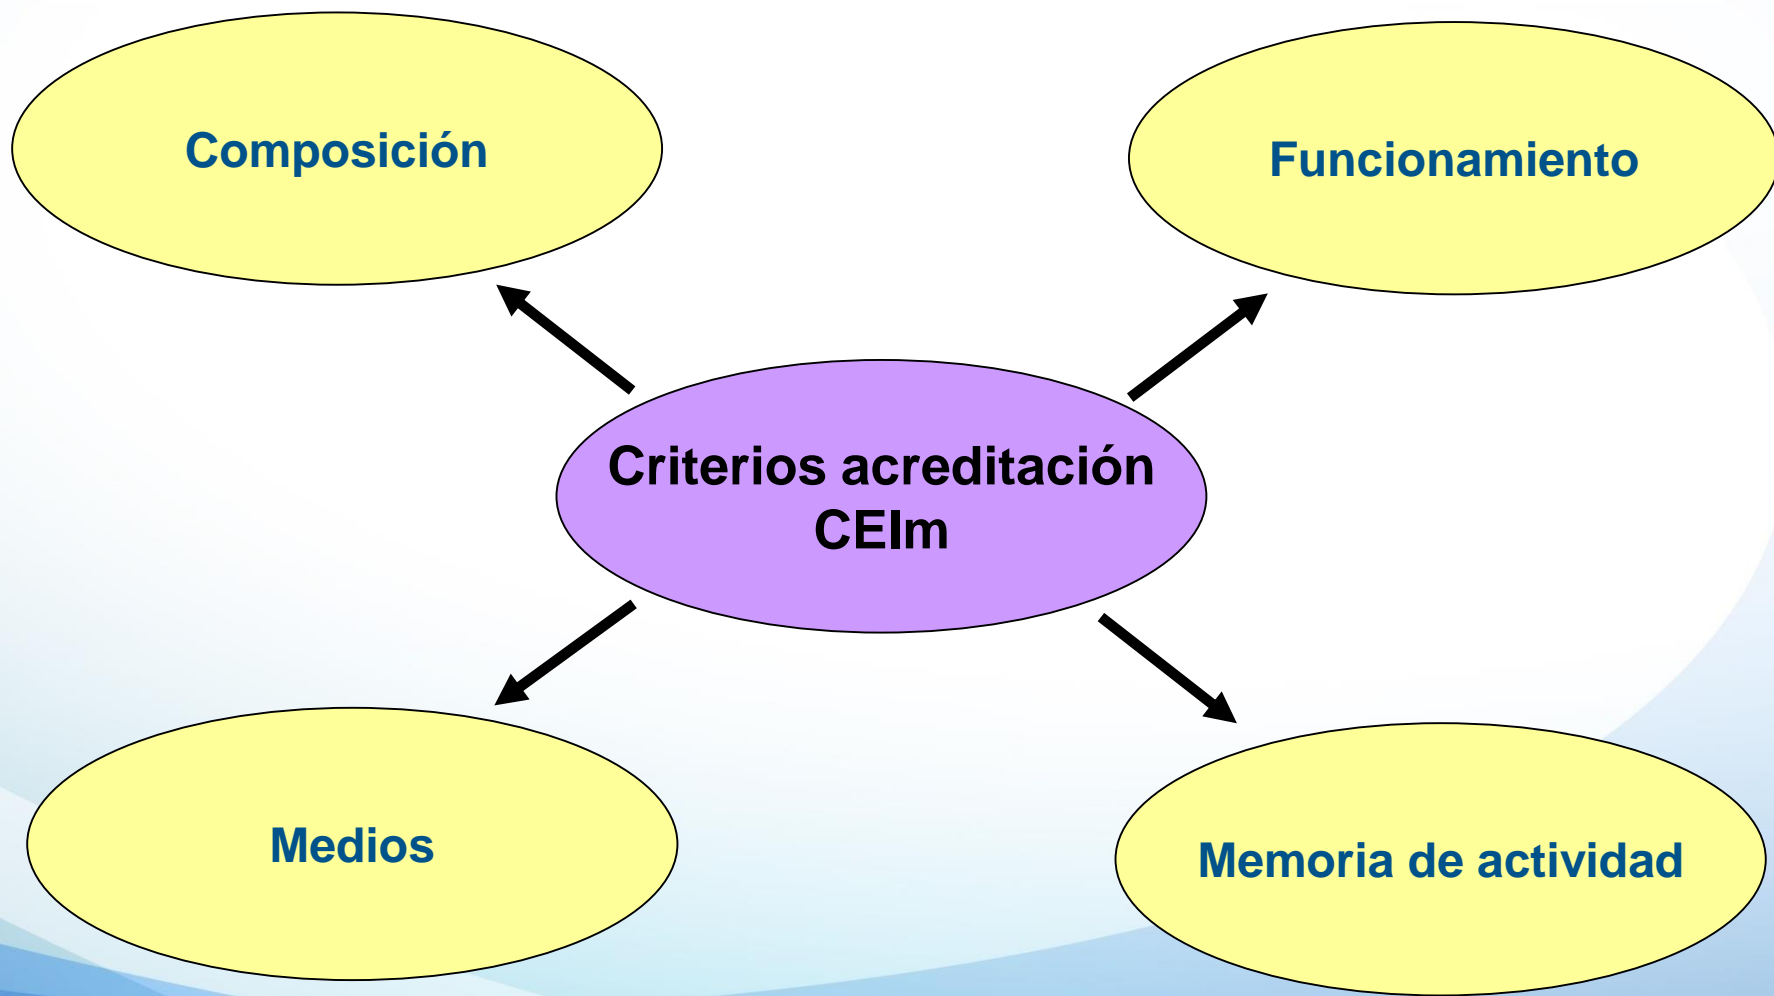 Composición
Funcionamiento
Criterios acreditación
CEIm
Medios
Memoria de actividad